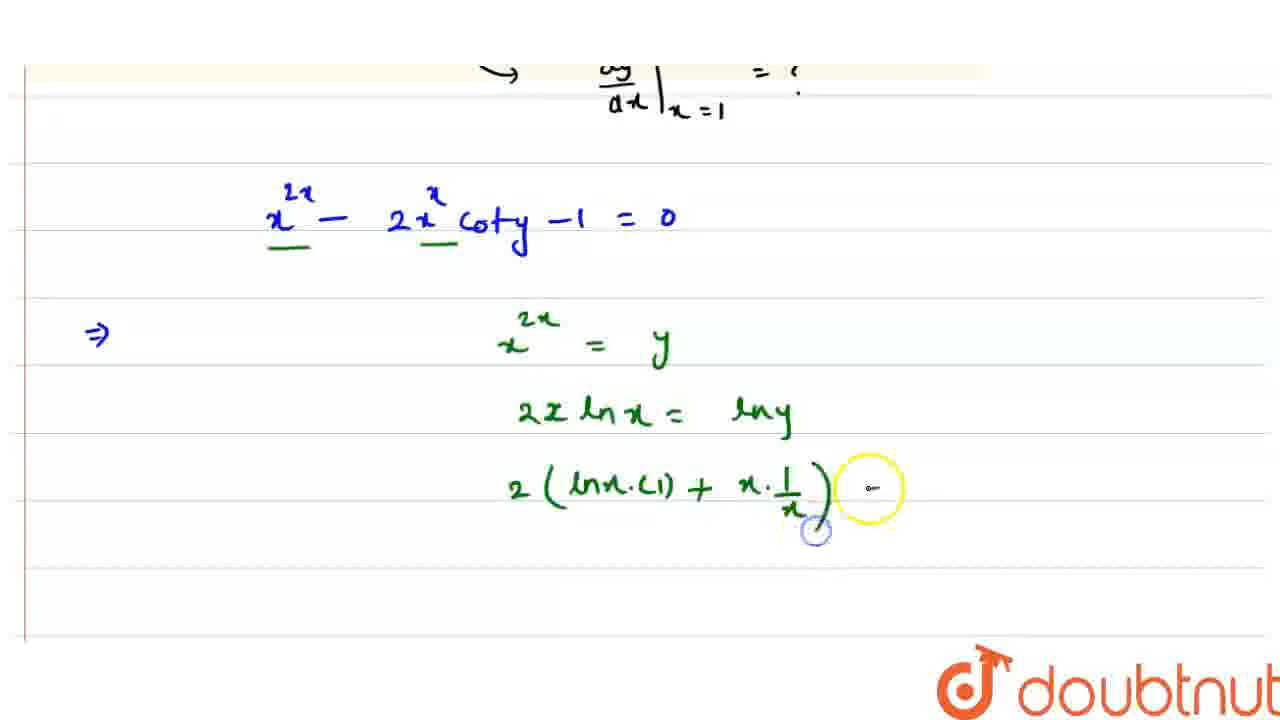 dy/dx |x=1 = ?
x^2x − 2x^x cot y − 1 = 0
⇒ x^2x = y
2x ln x = ln y
2 (ln x · (1) + x · 1/x) =
doubtnut